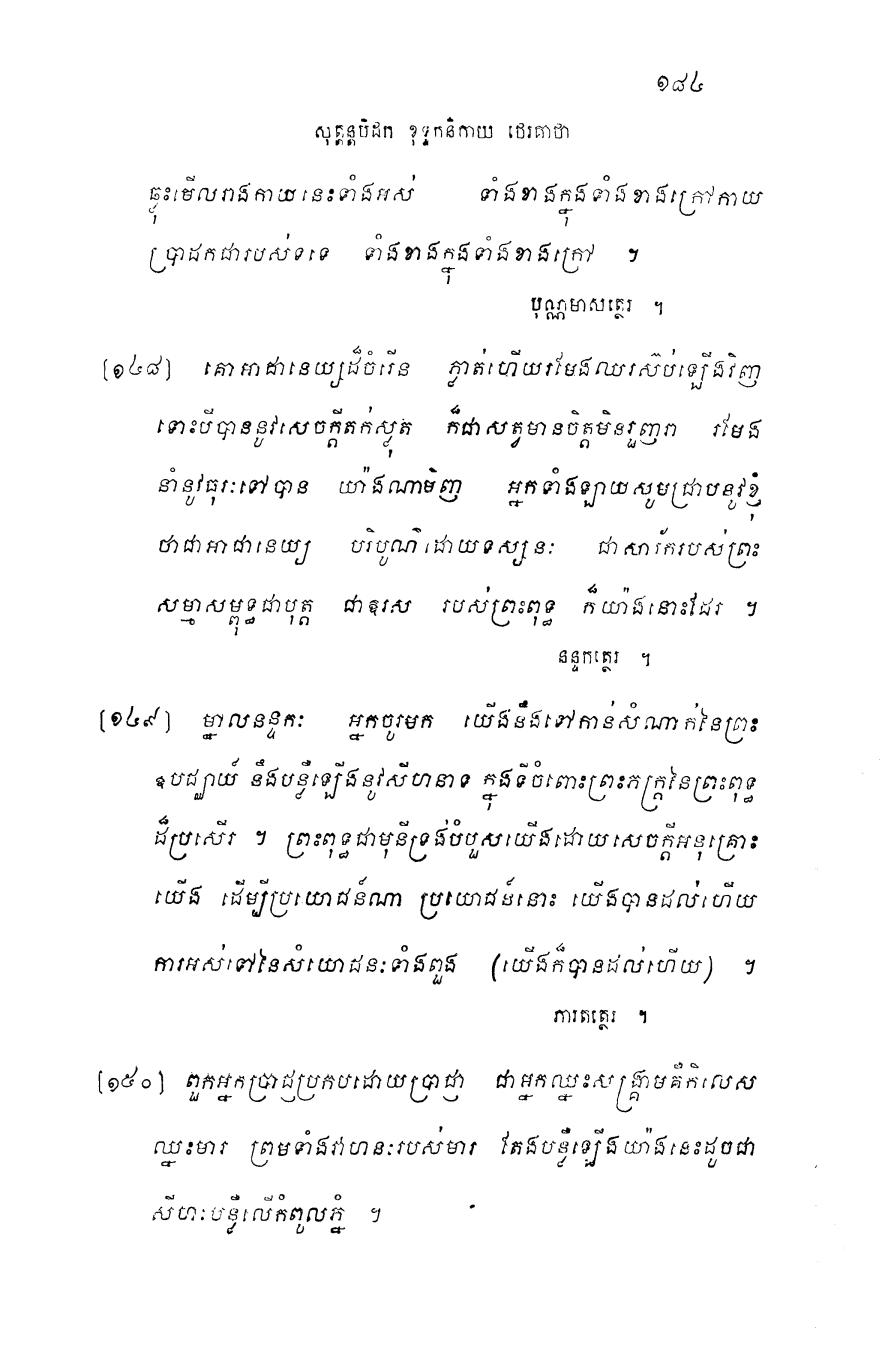 ១៨៤
សុត្តន្តបិដក ខុទ្ទកនិកាយ ថេរគាថា
ឆ្លុះមើលរាងកាយនេះទាំងអស់ ទាំងខាងក្នុងទាំងខាងក្រៅកាយ
ប្រាដកជារបស់ទទេ ទាំងខាងក្នុងទាំងខាងក្រៅ ។
បុណ្ណមាសត្ថេរ ។
[១៤៨] គោអាជានេយ្យដ៏ចំរើន ភ្លាត់ហើយរមែងឈរស៊ប់ឡើងវិញ
ទោះបីបាននូវសេចក្តីតក់ស្លុត ក៏ជាសត្វមានចិត្តមិនរួញរា រមែង
នាំនូវធុរៈទៅបាន យ៉ាងណាមិញ អ្នកទាំងឡាយសូមជ្រាបនូវខ្ញុំ
ថាជាអាជានេយ្យ បរិបូណ៌ដោយទស្សនៈ ជាសាវ័ករបស់ព្រះ
សម្មាសម្ពុទ្ធជាបុត្ត ជាឱរស របស់ព្រះពុទ្ធ ក៏យ៉ាងនោះដែរ ។
នន្ទកត្ថេរ ។
[១៤៩] ម្នាលនន្ទកៈ អ្នកចូរមក យើងនឹងទៅកាន់សំណាក់នៃព្រះ
ឧបជ្ឈាយ៍ នឹងបន្លឺឡើងនូវសីហនាទ ក្នុងទីចំពោះព្រះភក្ត្រនៃព្រះពុទ្ធ
ដ៏ប្រសើរ ។ ព្រះពុទ្ធជាមុនីទ្រង់បំបួសយើងដោយសេចក្តីអនុគ្រោះ
យើង ដើម្បីប្រយោជន៍ណា ប្រយោជន៍នោះ យើងបានដល់ហើយ
ការអស់ទៅនៃសំយោជនៈទាំងពួង (យើងក៏បានដល់ហើយ) ។
ភារតត្ថេរ ។
[១៥០] ពួកអ្នកប្រាជ្ញប្រកបដោយប្រាជ្ញា ជាអ្នកឈ្នះសង្គ្រាមគឺកិលេស
ឈ្នះមារ ព្រមទាំងវាហនៈរបស់មារ តែងបន្លឺឡើងយ៉ាងនេះដូចជា
សីហៈបន្លឺលើកំពូលភ្នំ ។